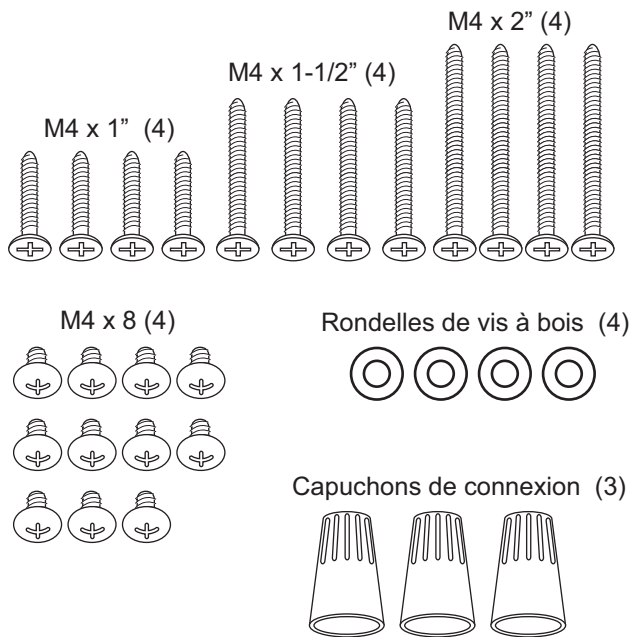 M4 x 2” (4)
M4 x 1-1/2” (4)
M4 x 1” (4)
M4 x 8 (4)
Rondelles de vis à bois (4)
Capuchons de connexion (3)